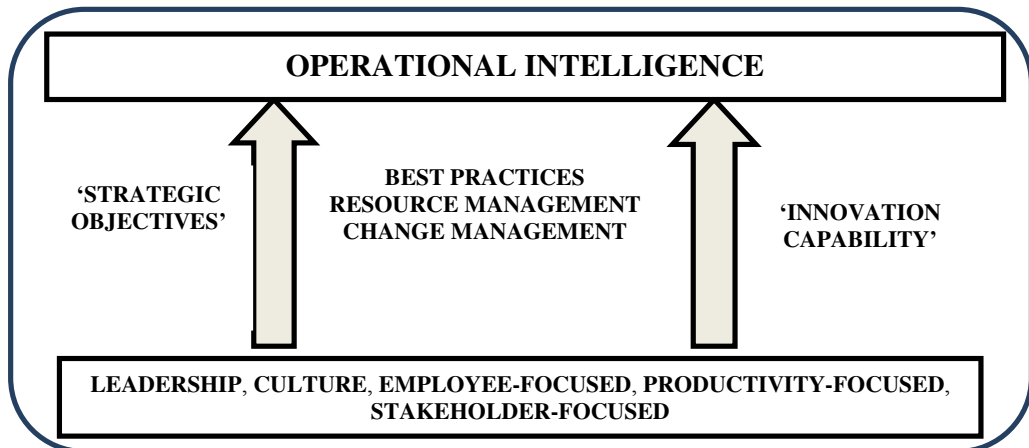 OPERATIONAL INTELLIGENCE
‘STRATEGIC
OBJECTIVES’
BEST PRACTICES
RESOURCE MANAGEMENT
CHANGE MANAGEMENT
‘INNOVATION
CAPABILITY’
LEADERSHIP, CULTURE, EMPLOYEE-FOCUSED, PRODUCTIVITY-FOCUSED,
STAKEHOLDER-FOCUSED